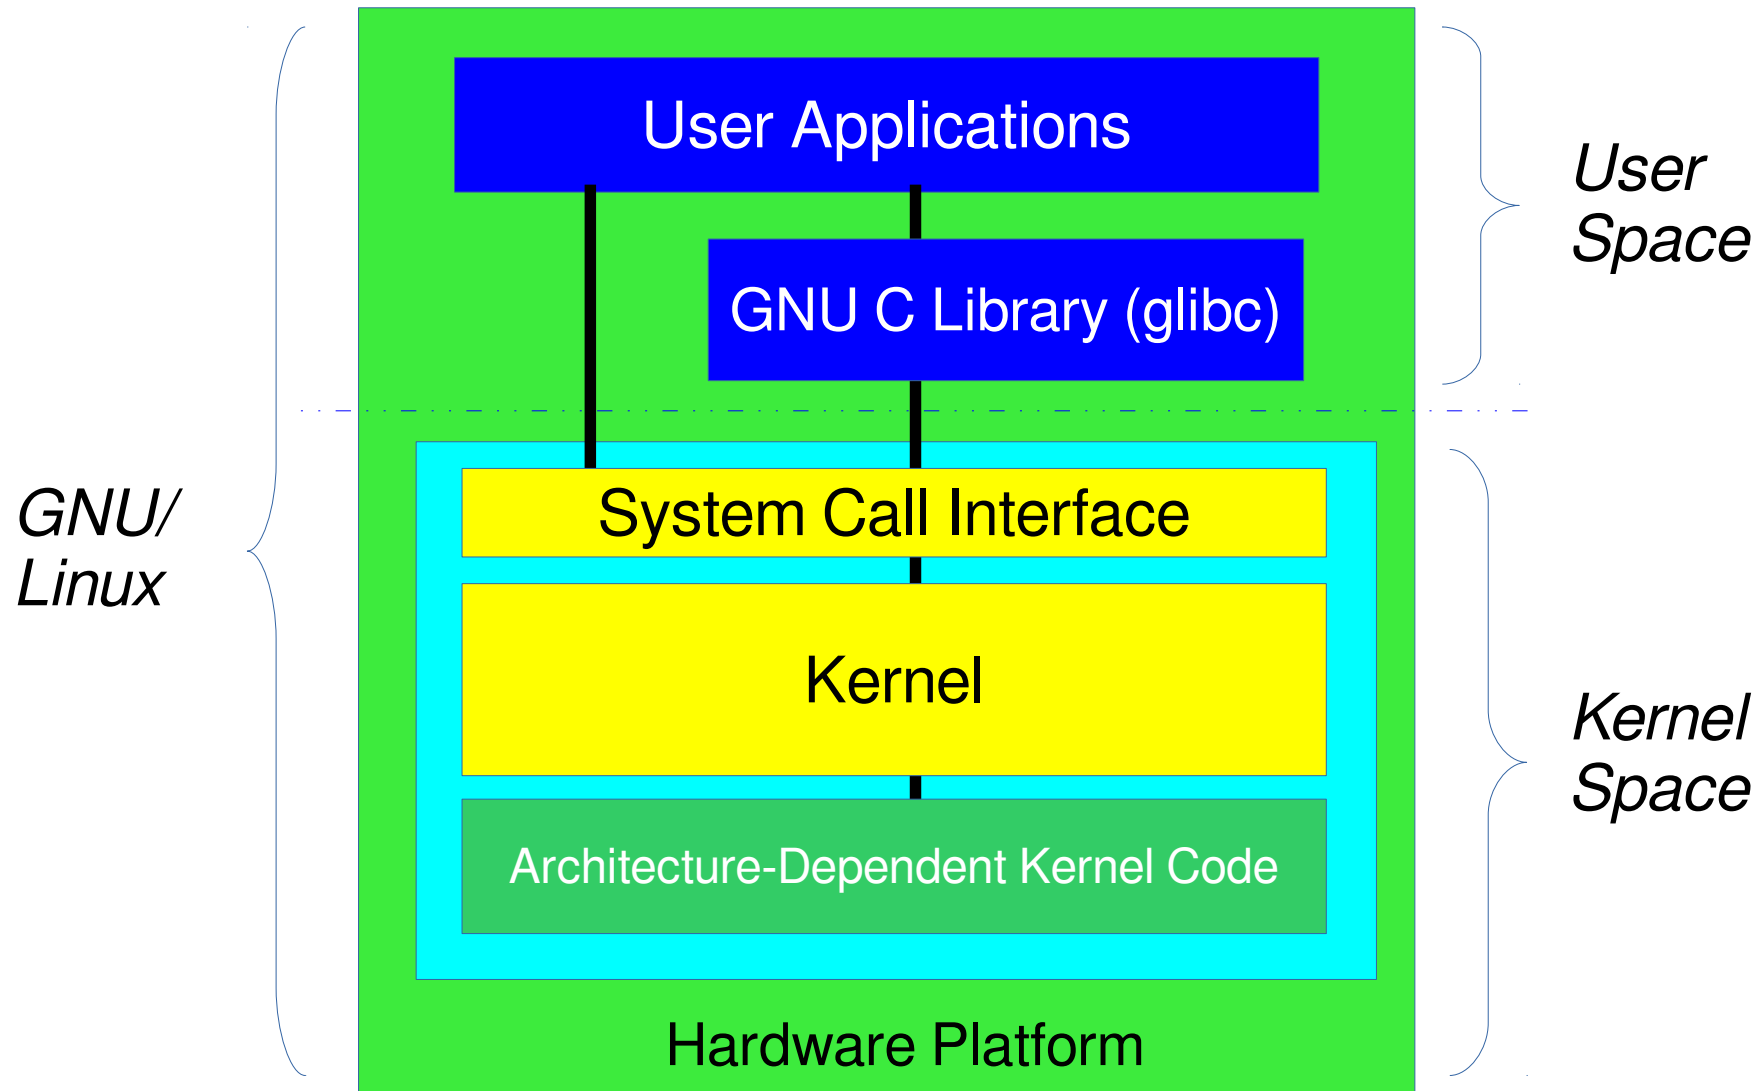 User Applications
User
Space
GNU C Library (glibc)
GNU/
Linux
System Call Interface
Kernel
Kernel
Space
Architecture-Dependent Kernel Code
Hardware Platform